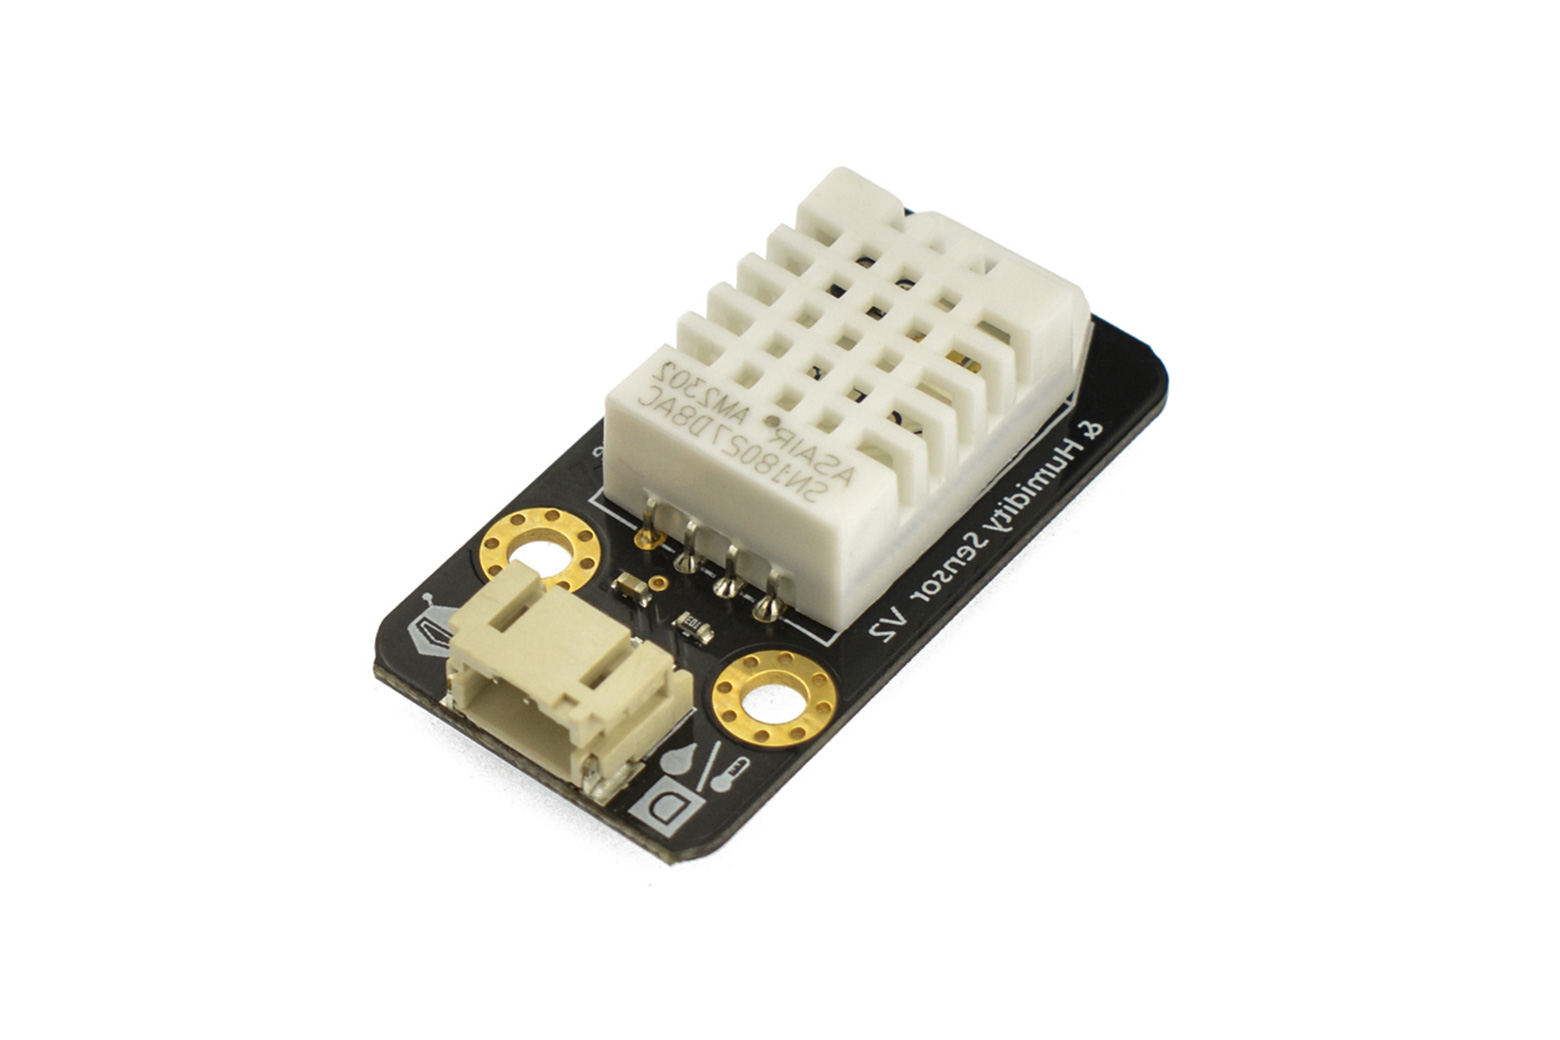 ASAIR AM2302
SN18027D8AC
& Humidity Sensor V2
D